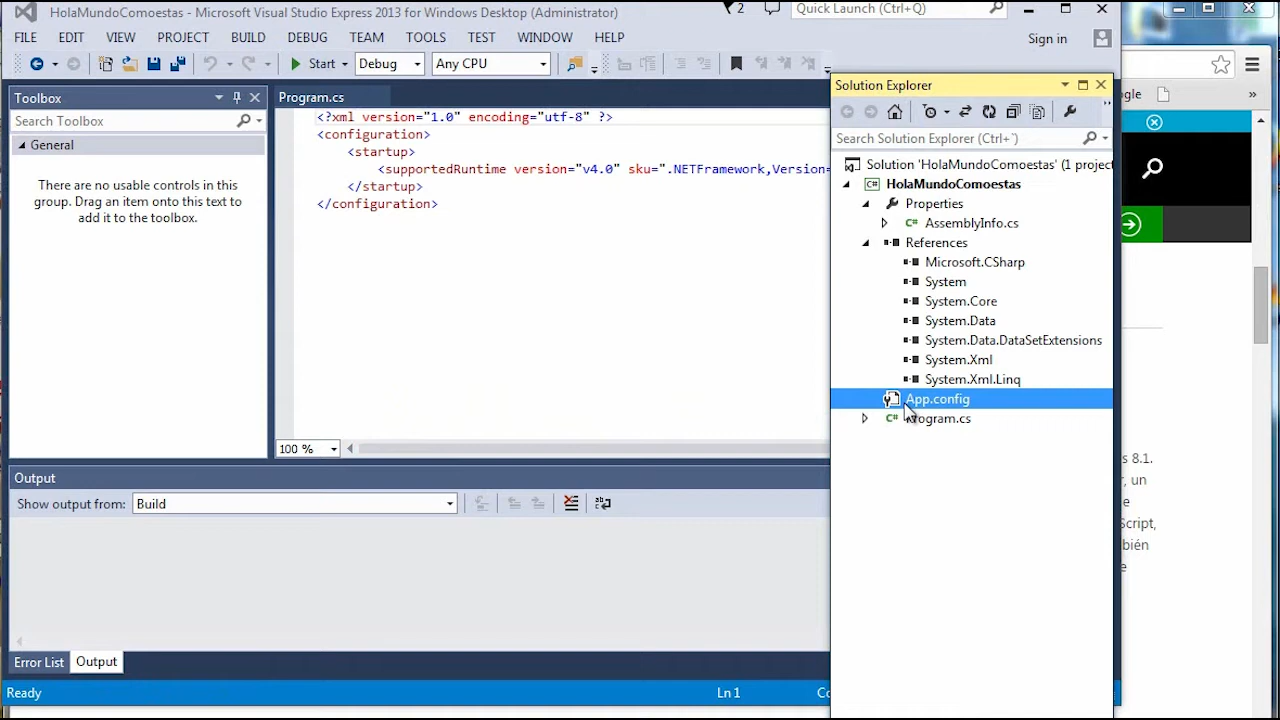 HolaMundoComoestas - Microsoft Visual Studio Express 2013 for Windows Desktop (Administrator)
2
Quick Launch (Ctrl+Q)
FILE EDIT VIEW PROJECT BUILD DEBUG TEAM TOOLS TEST WINDOW HELP
Sign in
Start Debug Any CPU
Toolbox
Search Toolbox
General
There are no usable controls in this
group. Drag an item onto this text to
add it to the toolbox.
Program.cs
<?xml version="1.0" encoding="utf-8" ?>
<configuration>
<startup>
<supportedRuntime version="v4.0" sku=".NETFramework,Version=
</startup>
</configuration>
100 %
Solution Explorer
Search Solution Explorer (Ctrl+`)
Solution 'HolaMundoComoestas' (1 project
HolaMundoComoestas
Properties
AssemblyInfo.cs
References
Microsoft.CSharp
System
System.Core
System.Data
System.Data.DataSetExtensions
System.Xml
System.Xml.Linq
App.config
Program.cs
Output
Show output from: Build
Error List Output
Ready
Ln 1
gle
»
s 8.1.
r, un
e
Script,
bién
e